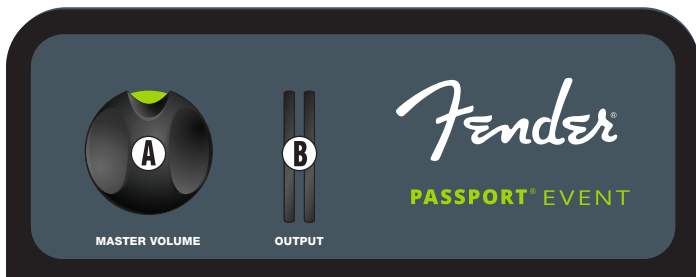 A
B
MASTER VOLUME
OUTPUT
Fender®
PASSPORT® EVENT